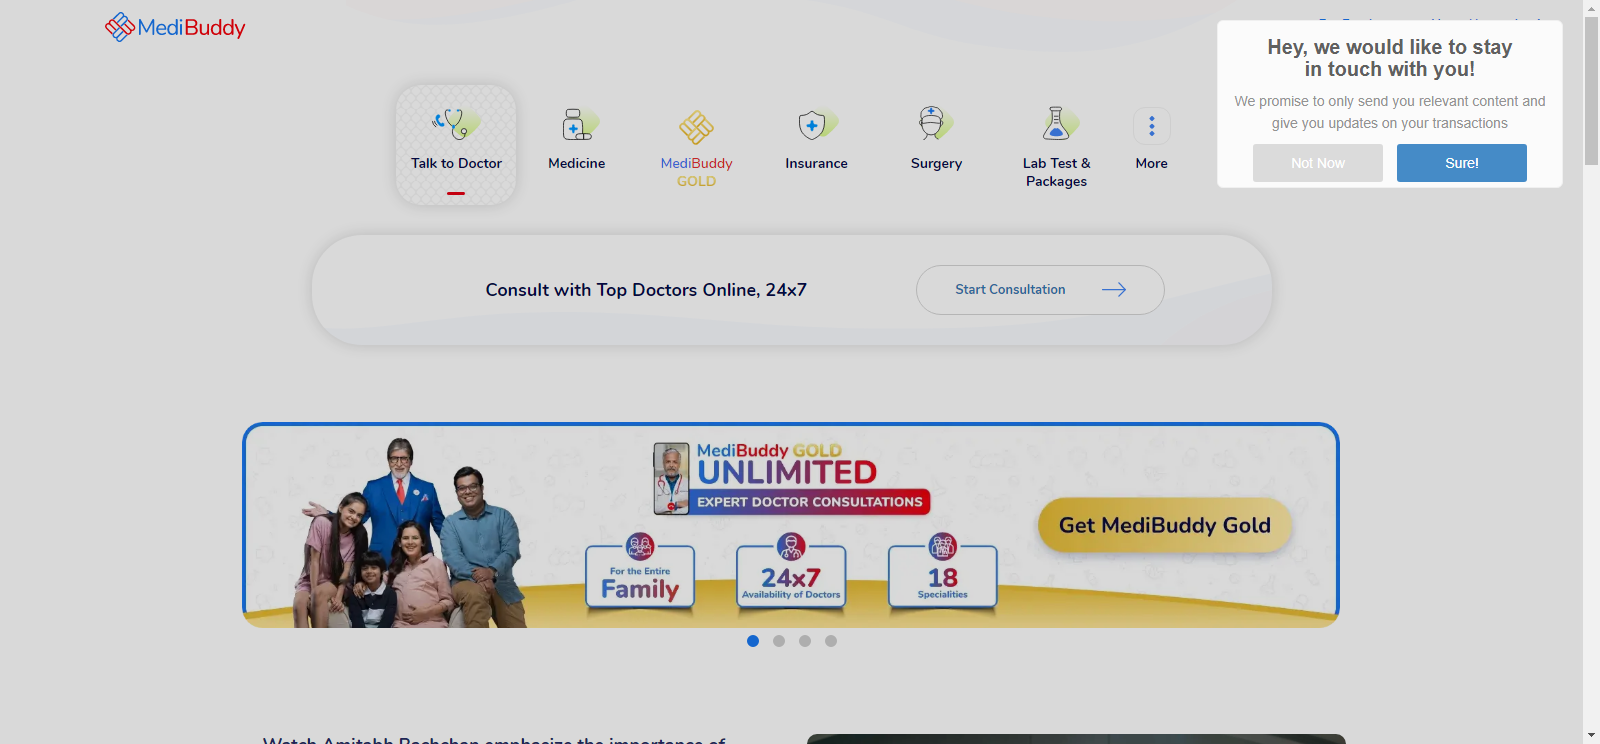 MediBuddy
Hey, we would like to stay
in touch with you!
We promise to only send you relevant content and
give you updates on your transactions
Not Now
Sure!
Talk to Doctor
Medicine
MediBuddy
GOLD
Insurance
Surgery
Lab Test &
Packages
More
Consult with Top Doctors Online, 24x7
Start Consultation
MediBuddy GOLD
UNLIMITED
EXPERT DOCTOR CONSULTATIONS
For the Entire
Family
24x7
Availability of Doctors
18
Specialities
Get MediBuddy Gold
Watch Amitabh Bachchan emphasize the importance of